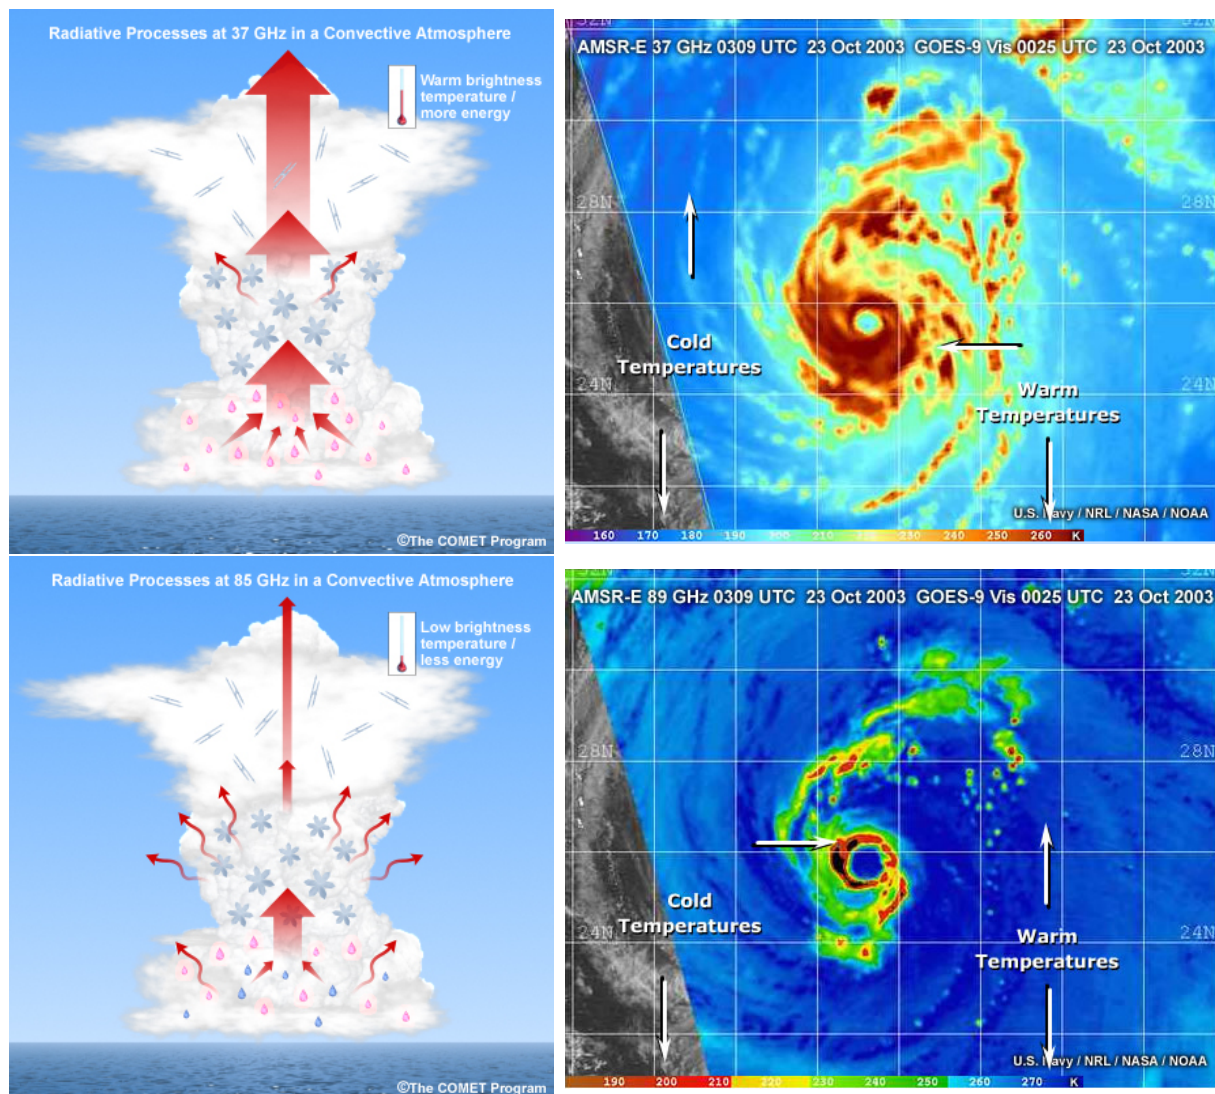 Radiative Processes at 37 GHz in a Convective Atmosphere
Warm brightness
temperature /
more energy
©The COMET Program
32N
32N
AMSR-E 37 GHz 0309 UTC 23 Oct 2003 GOES-9 Vis 0025 UTC 23 Oct 2003
28N
28N
Cold
Temperatures
24N
24N
Warm
Temperatures
U.S. Navy / NRL / NASA / NOAA
160 170 180 190 200 210 220 230 240 250 260 K
Radiative Processes at 85 GHz in a Convective Atmosphere
Low brightness
temperature /
less energy
©The COMET Program
32N
32N
AMSR-E 89 GHz 0309 UTC 23 Oct 2003 GOES-9 Vis 0025 UTC 23 Oct 2003
28N
28N
Cold
Temperatures
24N
24N
Warm
Temperatures
U.S. Navy / NRL / NASA / NOAA
190 200 210 220 230 240 250 260 270 K